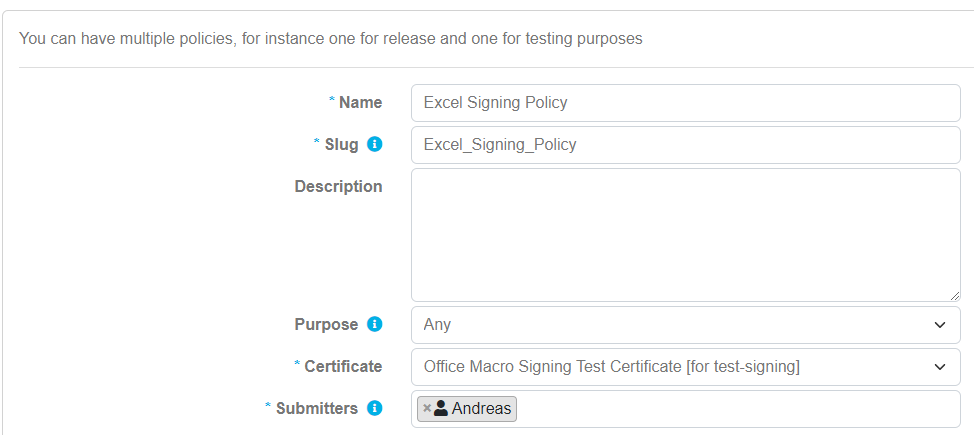 You can have multiple policies, for instance one for release and one for testing purposes
* Name Excel Signing Policy
* Slug i Excel_Signing_Policy
Description
Purpose i Any
* Certificate Office Macro Signing Test Certificate [for test-signing]
* Submitters i × Andreas